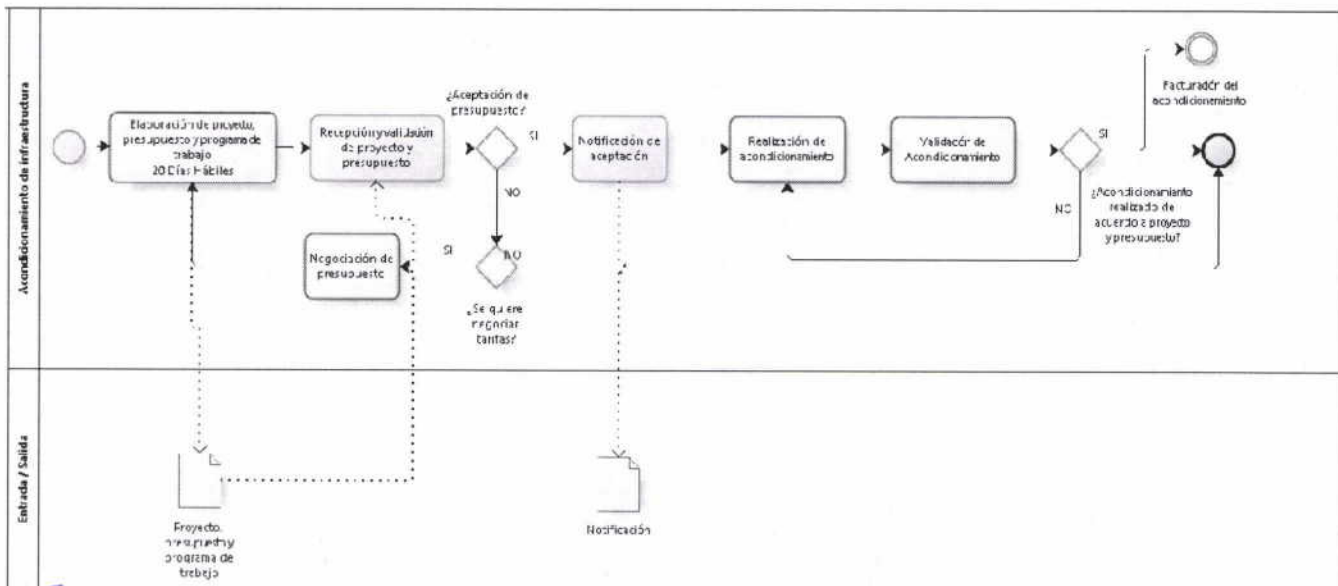 Acondicionamiento de infraestructura
Elaboración de proyecto,
presupuesto y programa de
trabajo
20 Días Hábiles
Recepción y validación
de proyecto y
presupuesto
¿Aceptación de
presupuesto?
SI
NO
Notificación de
aceptación
Realización de
acondicionamiento
Validación de
Acondicionamiento
SI
NO
¿Acondicionamiento
realizado de
acuerdo a proyecto
y presupuesto?
Facturación del
acondicionamiento
Negociación de
presupuesto
SI
NO
¿Se quiere
negociar
tarifas?
Entrada / Salida
Proyecto,
presupuesto y
programa de
trabajo
Notificación